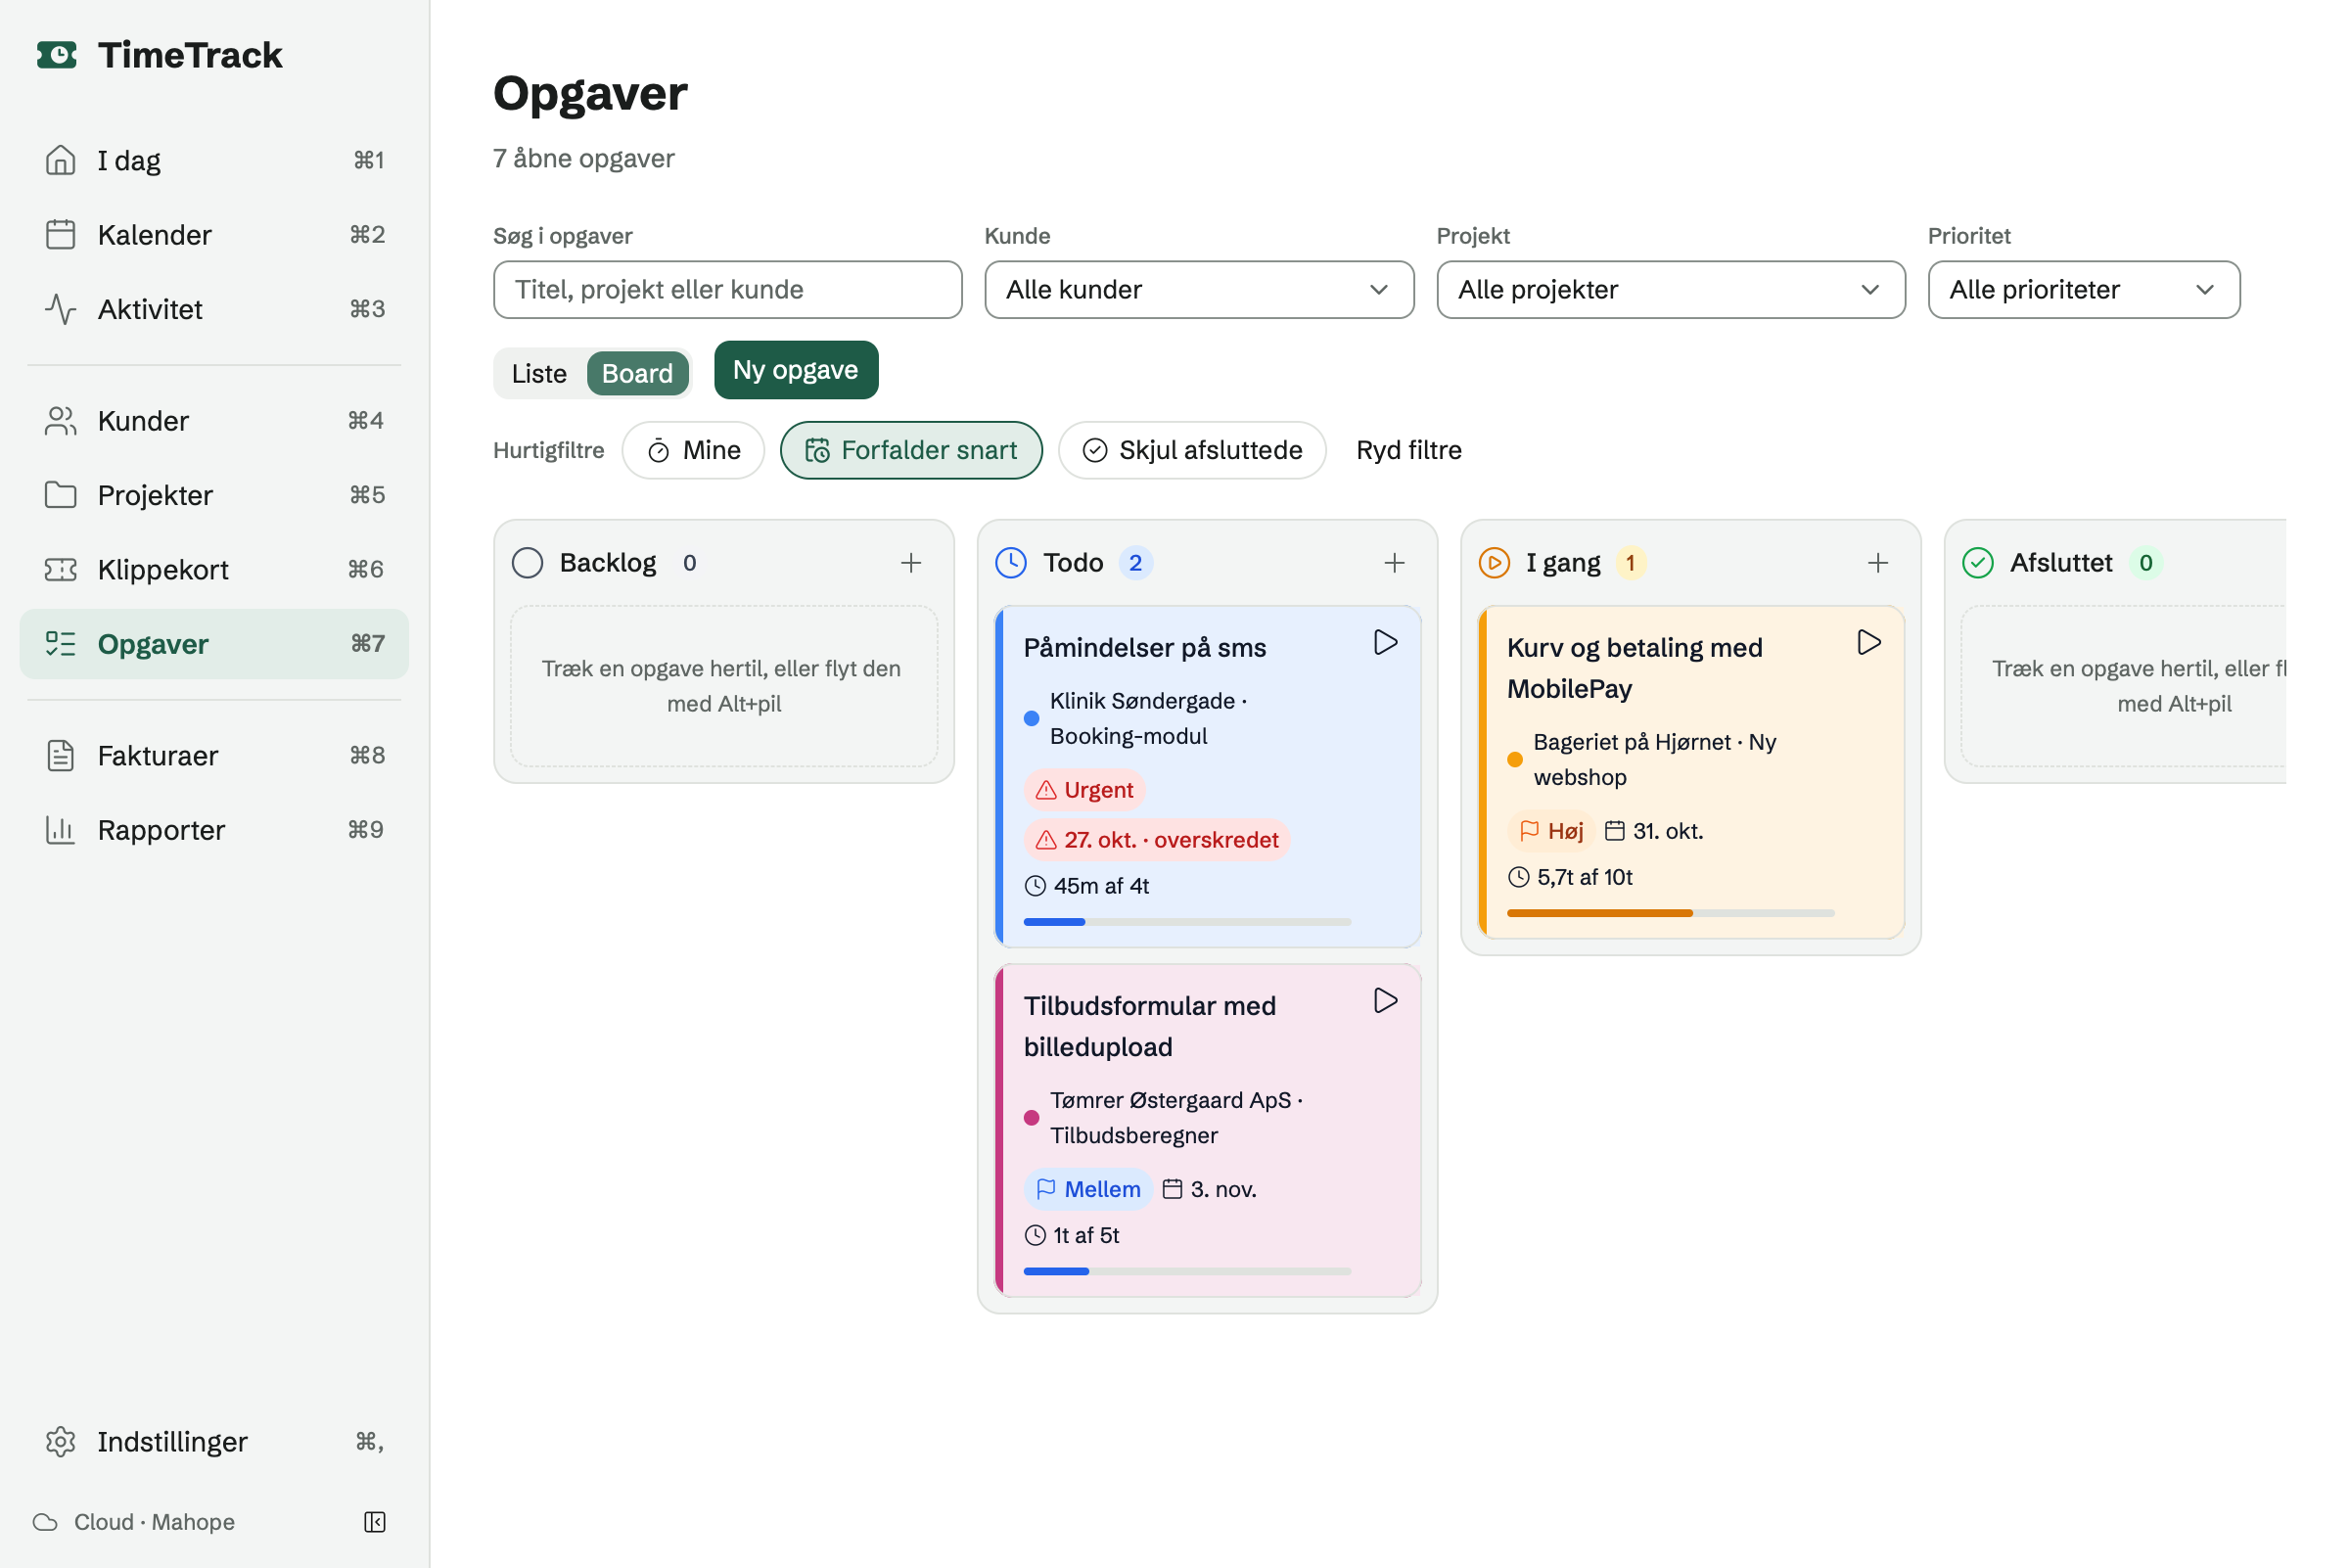 TimeTrack
I dag ⌘1
Kalender ⌘2
Aktivitet ⌘3
Kunder ⌘4
Projekter ⌘5
Klippekort ⌘6
Opgaver ⌘7
Fakturaer ⌘8
Rapporter ⌘9
Indstillinger ⌘,
Cloud · Mahope
Opgaver
7 åbne opgaver
Søg i opgaver
Titel, projekt eller kunde
Kunde
Alle kunder
Projekt
Alle projekter
Prioritet
Alle prioriteter
Liste Board Ny opgave
Hurtigfiltre Mine Forfalder snart Skjul afsluttede Ryd filtre
Backlog 0
Træk en opgave hertil, eller flyt den
med Alt+pil
Todo 2
Påmindelser på sms
Klinik Søndergade ·
Booking-modul
Urgent
27. okt. · overskredet
45m af 4t
Tilbudsformular med
billedupload
Tømrer Østergaard ApS ·
Tilbudsberegner
Mellem 3. nov.
1t af 5t
I gang 1
Kurv og betaling med
MobilePay
Bageriet på Hjørnet · Ny
webshop
Høj 31. okt.
5,7t af 10t
Afsluttet 0
Træk en opgave hertil, eller
med Alt+pil